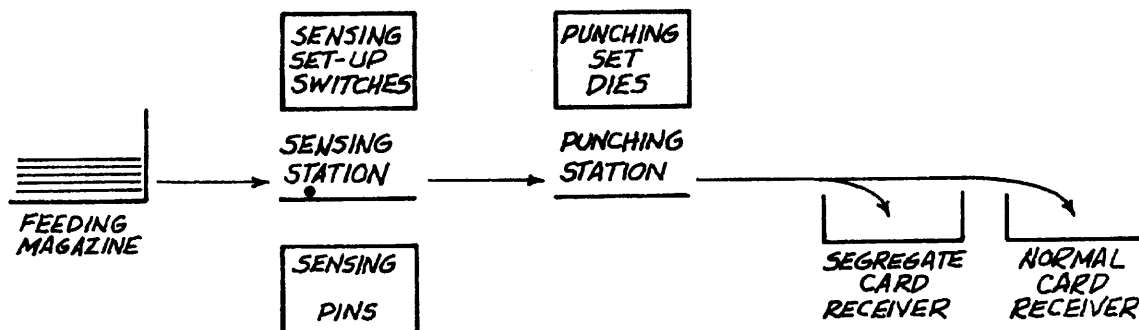 SENSING
SET-UP
SWITCHES
PUNCHING
SET
DIES
SENSING
STATION
PUNCHING
STATION
FEEDING
MAGAZINE
SENSING
PINS
SEGREGATE
CARD
RECEIVER
NORMAL
CARD
RECEIVER